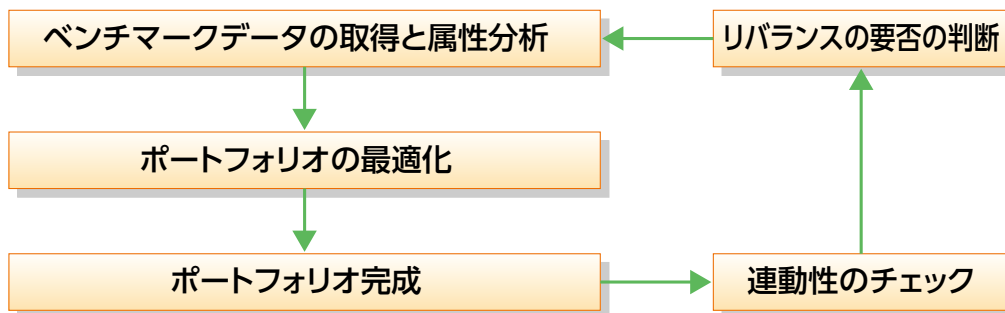 ベンチマークデータの取得と属性分析
リバランスの要否の判断
ポートフォリオの最適化
ポートフォリオ完成
連動性のチェック